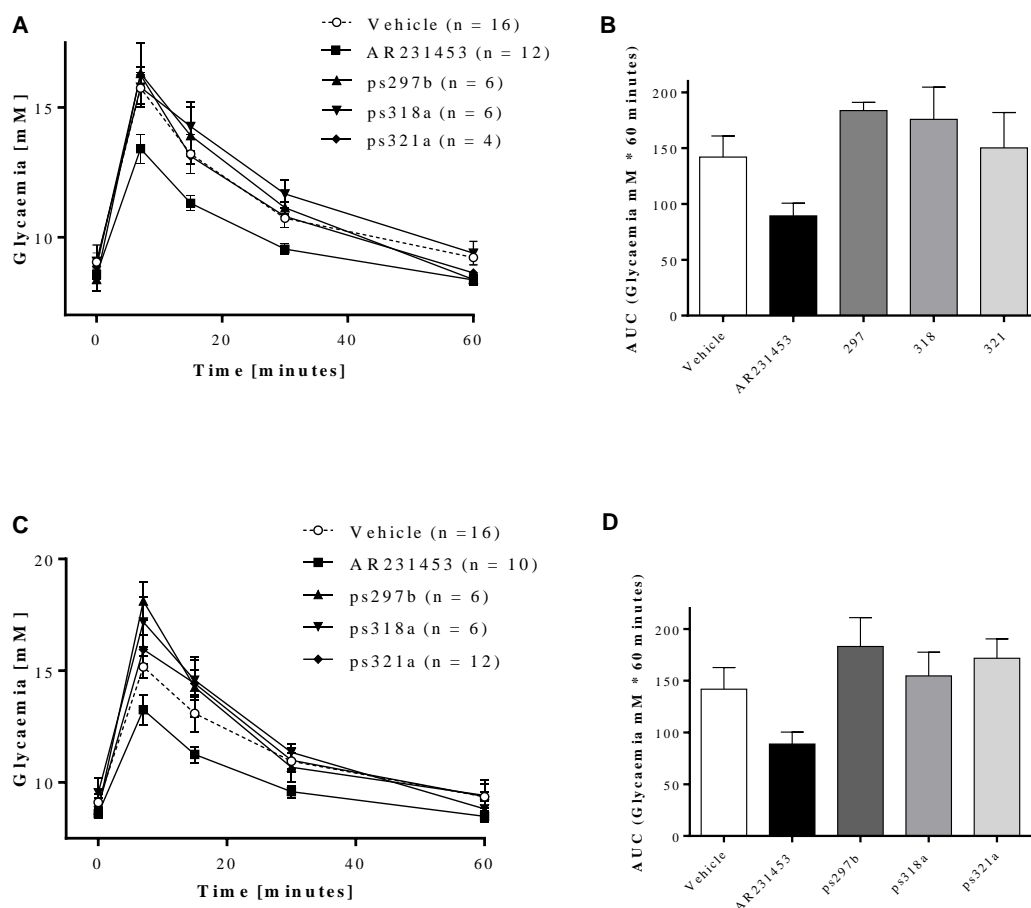 A
Vehicle (n = 16)
AR231453 (n = 12)
ps297b (n = 6)
ps318a (n = 6)
ps321a (n = 4)
Glycaemia [mM]
15
10
0
20
40
60
Time [minutes]
B
AUC (Glycaemia mM * 60 minutes)
200
150
100
50
0
Vehicle
AR231453
297
318
321
C
Vehicle (n =16)
AR231453 (n = 10)
ps297b (n = 6)
ps318a (n = 6)
ps321a (n = 12)
Glycaemia [mM]
20
15
10
0
20
40
60
Time [minutes]
D
AUC (Glycaemia mM * 60 minutes)
200
150
100
50
0
Vehicle
AR231453
ps297b
ps318a
ps321a